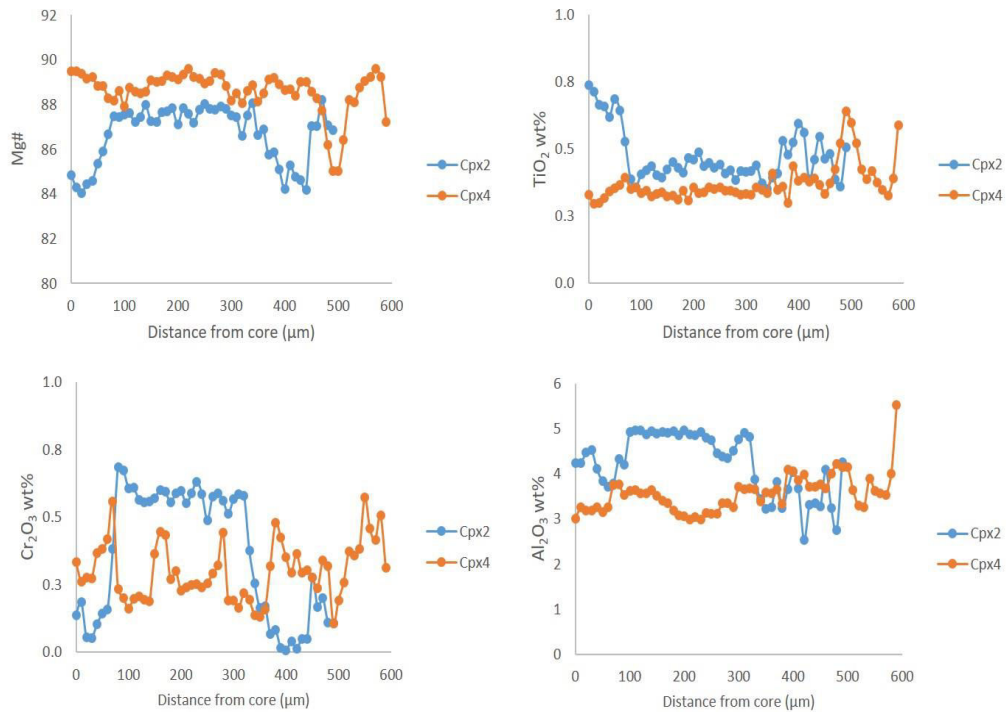 Mg#
92
90
88
86
84
82
80
0 100 200 300 400 500 600
Distance from core (µm)
Cpx2
Cpx4
TiO2 wt%
1.0
0.8
0.5
0.3
0.0
0 100 200 300 400 500 600
Distance from core (µm)
Cpx2
Cpx4
Cr2O3 wt%
1.0
0.8
0.5
0.3
0.0
0 100 200 300 400 500 600
Distance from core (µm)
Cpx2
Cpx4
Al2O3 wt%
6
5
4
3
2
1
0
0 100 200 300 400 500 600
Distance from core (µm)
Cpx2
Cpx4